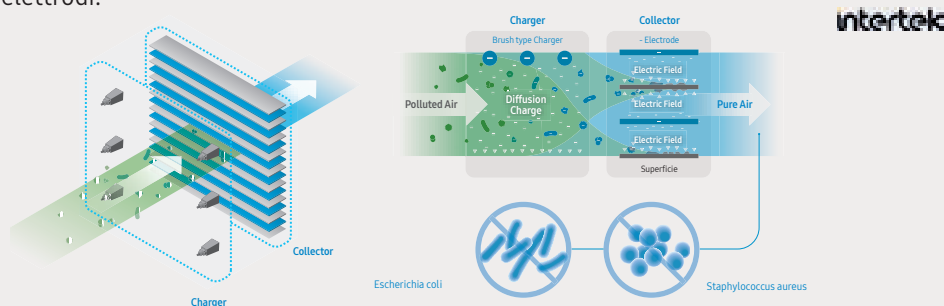 elettrodi.
intertek
Charger
Collector
Brush type Charger
- Electrode
Electric Field
Polluted Air
Diffusion
Charge
Electric Field
Pure Air
Electric Field
Superficie
Collector
Escherichia coli
Staphylococcus aureus
Charger